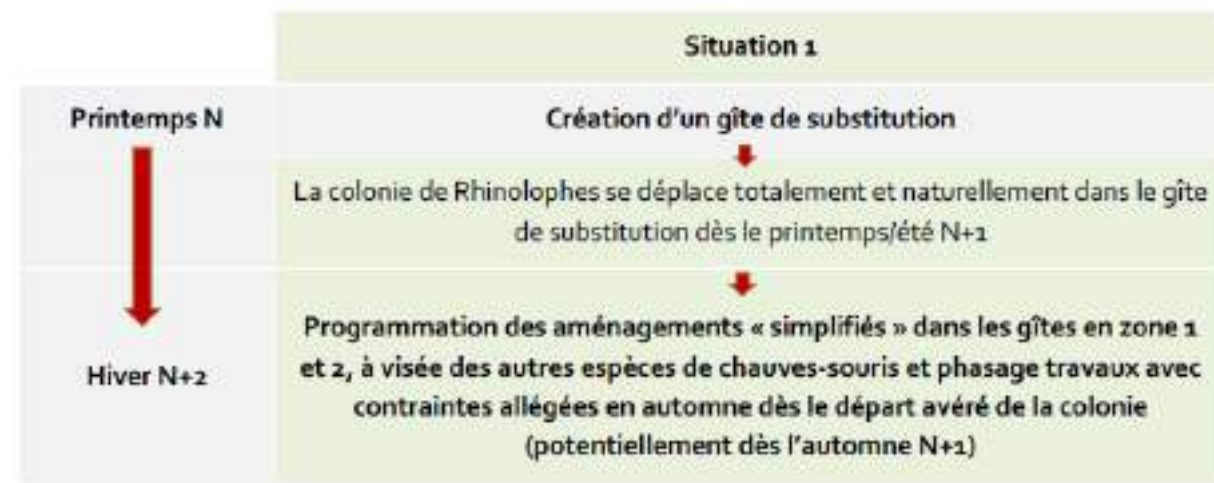 Situation 1
Printemps N
Création d'un gîte de substitution
La colonie de Rhinolophes se déplace totalement et naturellement dans le gîte
de substitution dès le printemps/été N+1
Hiver N+2
Programmation des aménagements « simplifiés » dans les gîtes en zone 1
et 2, à visée des autres espèces de chauves-souris et phasage travaux avec
contraintes allégées en automne dès le départ avéré de la colonie
(potentiellement dès l'automne N+1)